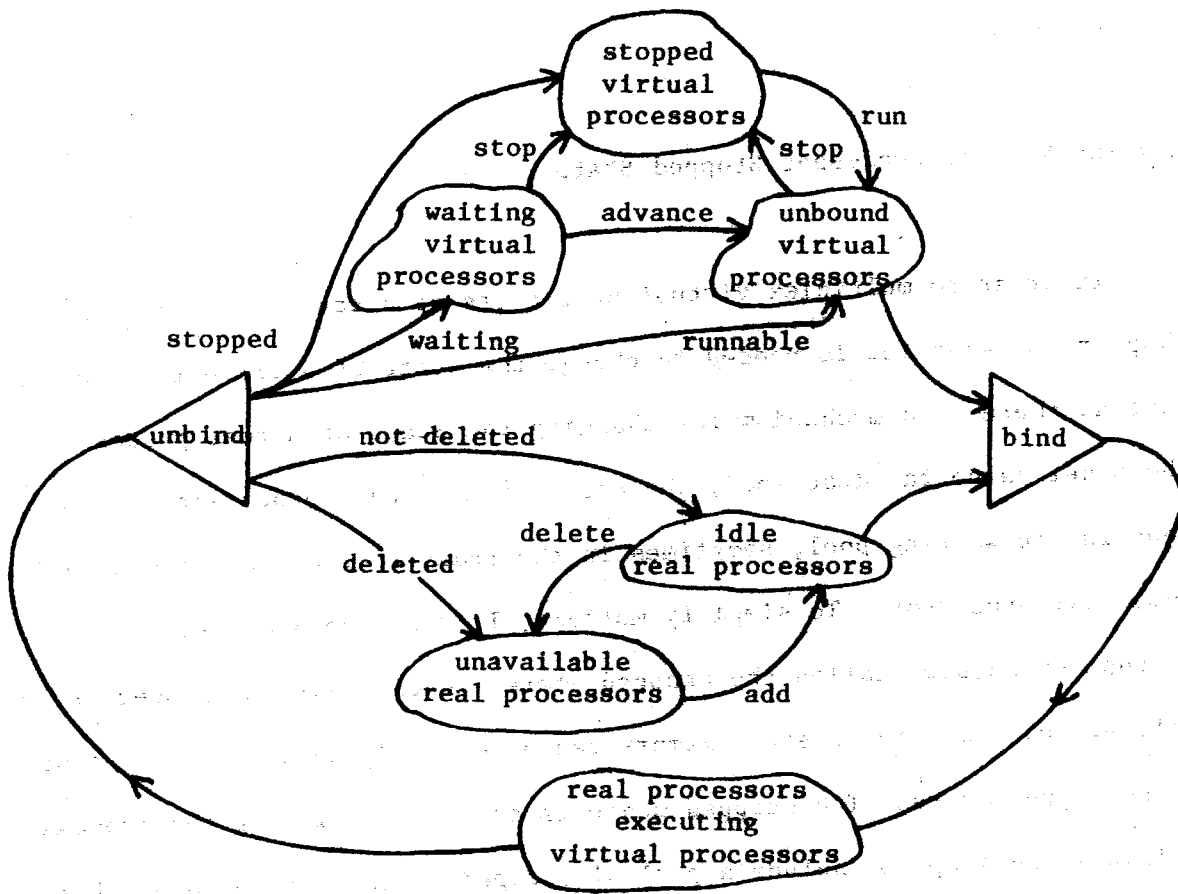 stopped
virtual
processors
run
stop
stop
waiting
virtual
processors
advance
unbound
virtual
processors
stopped
waiting
runnable
unbind
not deleted
bind
delete
idle
real processors
deleted
unavailable
real processors
add
real processors
executing
virtual processors